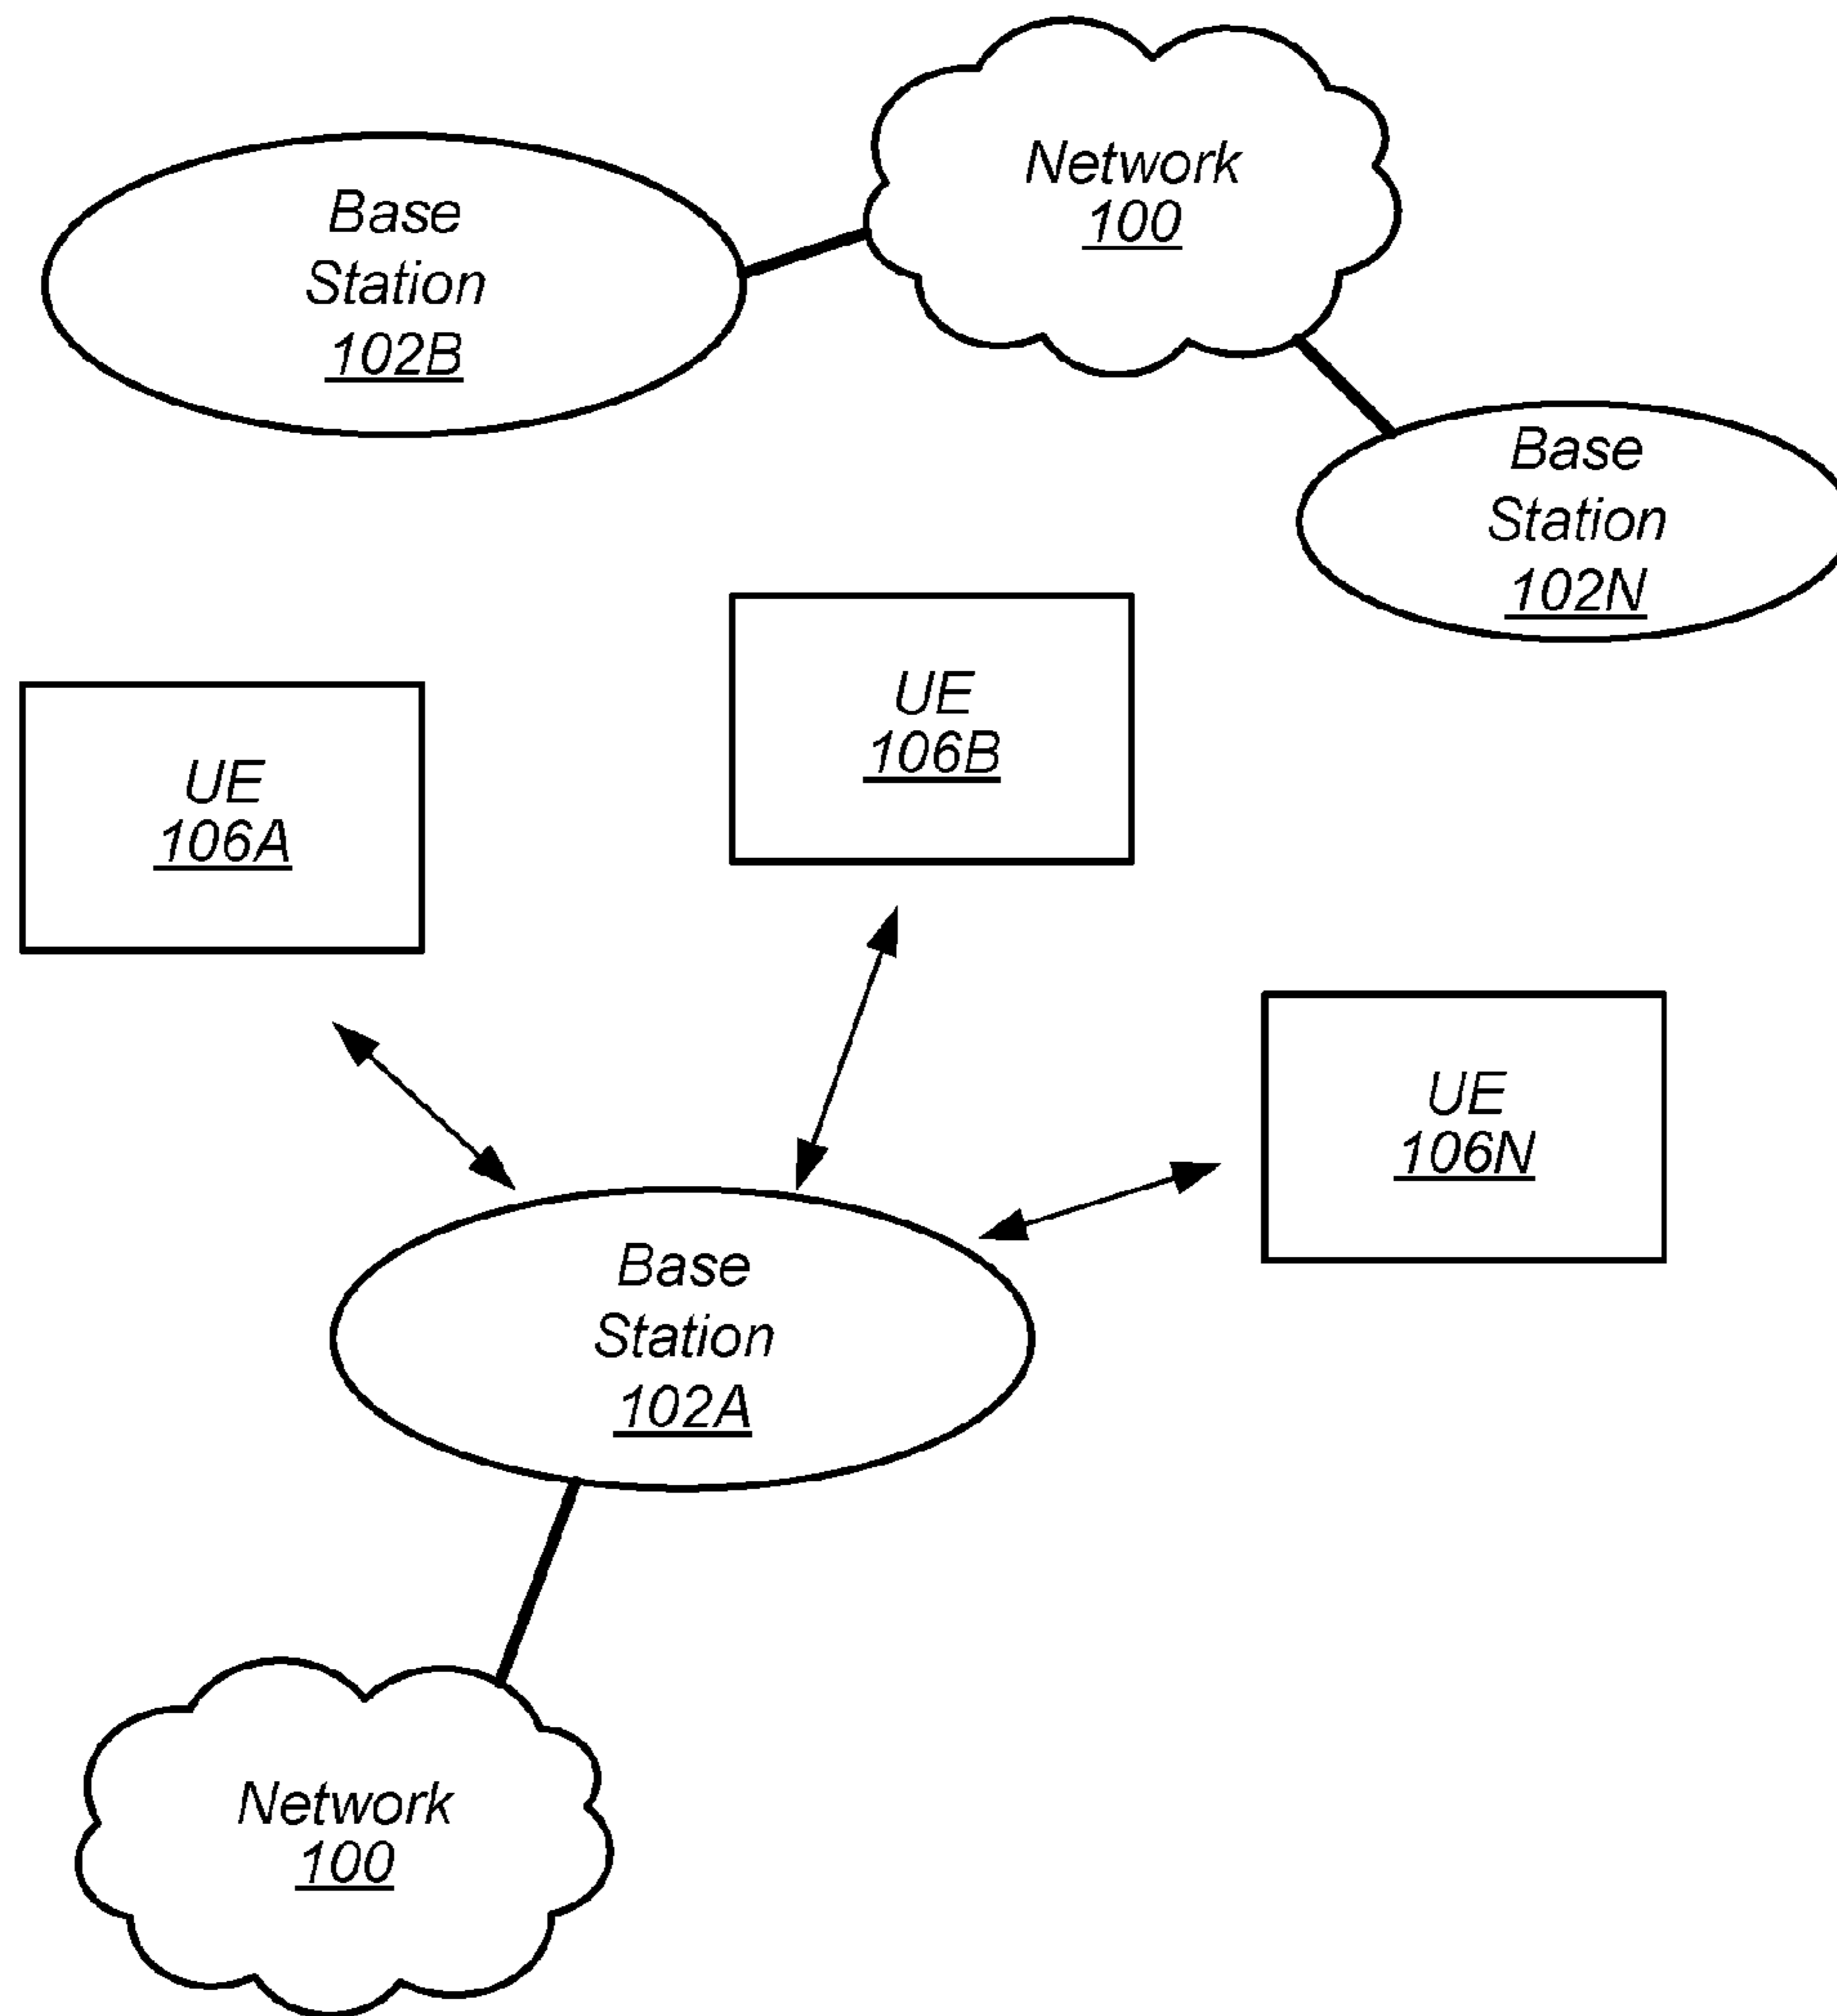 Network
100
Base
Station
102B
Base
Station
102N
UE
106B
UE
106A
UE
106N
Base
Station
102A
Network
100